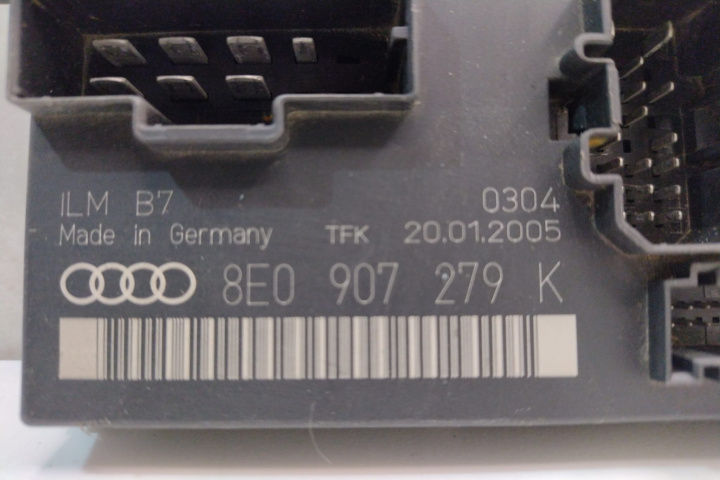 ILM B7 0304
Made in Germany TFK 20.01.2005
8E0 907 279 K